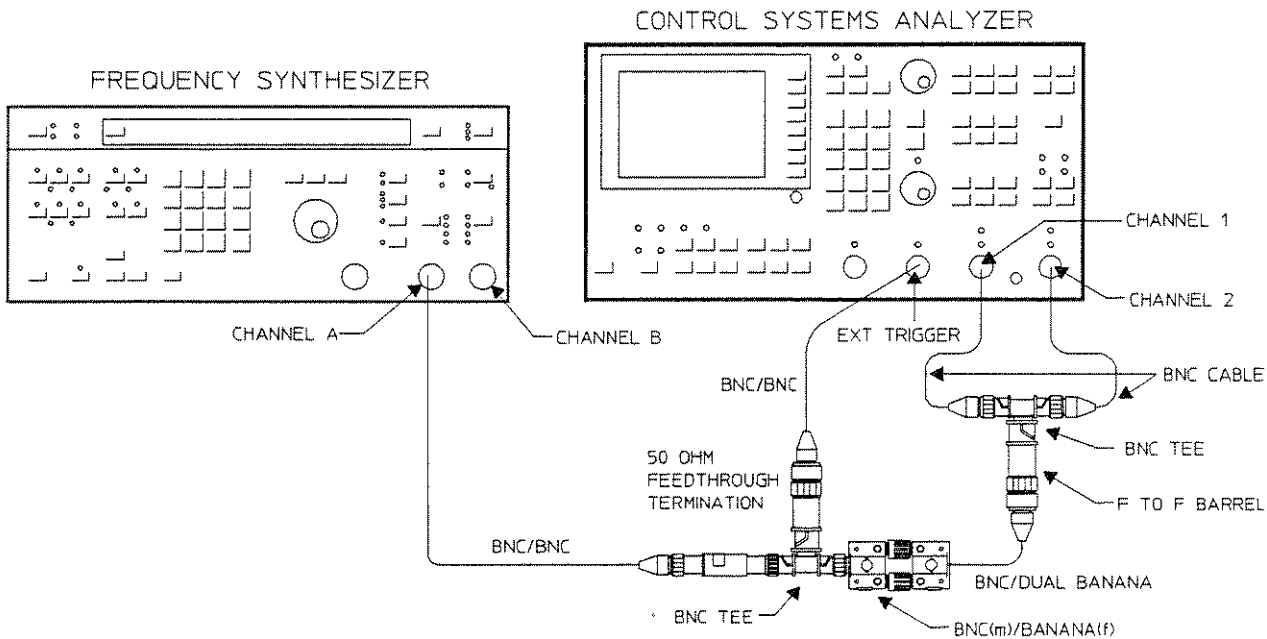 CONTROL SYSTEMS ANALYZER
FREQUENCY SYNTHESIZER
CHANNEL 1
CHANNEL 2
CHANNEL A
CHANNEL B
EXT TRIGGER
BNC/BNC
BNC CABLE
BNC TEE
50 OHM
FEEDTHROUGH
TERMINATION
F TO F BARREL
BNC/BNC
BNC/DUAL BANANA
BNC TEE
BNC(m)/BANANA(f)